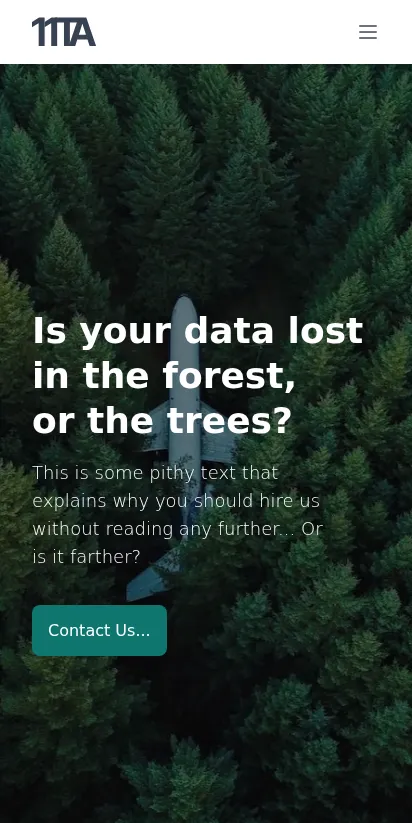 11TA
Is your data lost
in the forest,
or the trees?
This is some pithy text that
explains why you should hire us
without reading any further... Or
is it farther?
Contact Us...